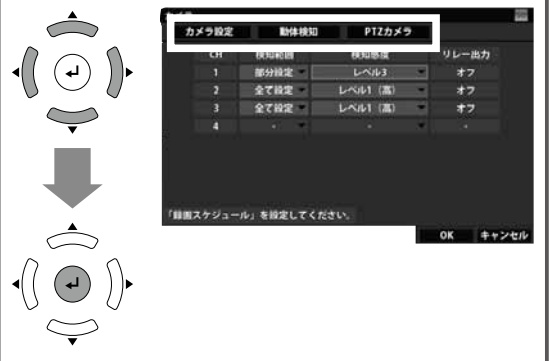 カメラ設定 動体検知 PTZカメラ
CH 検知範囲 検知感度 リレー出力
1 部分設定 レベル3 オフ
2 全て設定 レベル1（高） オフ
3 全て設定 レベル1（高） オフ
4 - - -
「録画スケジュール」を設定してください。
OK キャンセル